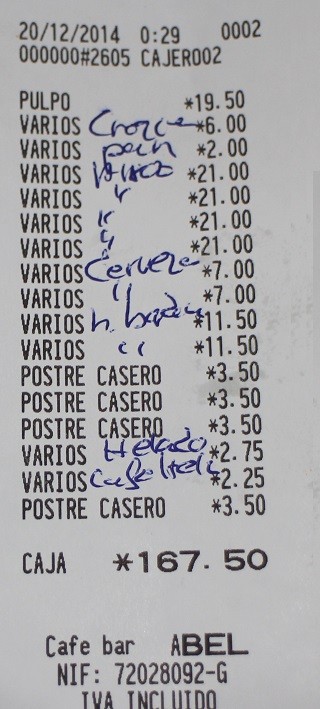 20/12/2014 0:29 0002
000000#2605 CAJERO02
PULPO *19.50
VARIOS *6.00
VARIOS pan *2.00
VARIOS *21.00
VARIOS " *21.00
VARIOS " *21.00
VARIOS " *21.00
VARIOS Cerveza *7.00
VARIOS " *7.00
VARIOS *11.50
VARIOS " *11.50
POSTRE CASERO *3.50
POSTRE CASERO *3.50
POSTRE CASERO *3.50
VARIOS Helado *2.75
VARIOS *2.25
POSTRE CASERO *3.50
CAJA *167.50
Cafe bar ABEL
NIF: 72028092-G
IVA INCLUIDO